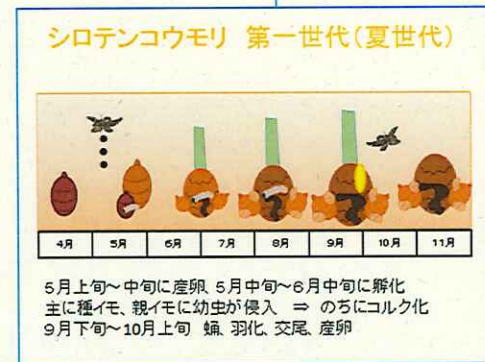 シロテンコウモリ 第一世代(夏世代)
4月 5月 6月 7月 8月 9月 10月 11月
5月上旬~中旬に産卵、5月中旬~6月中旬に孵化
主に種イモ、親イモに幼虫が侵入 ⇒ のちにコルク化
9月下旬~10月上旬 蛹、羽化、交尾、産卵